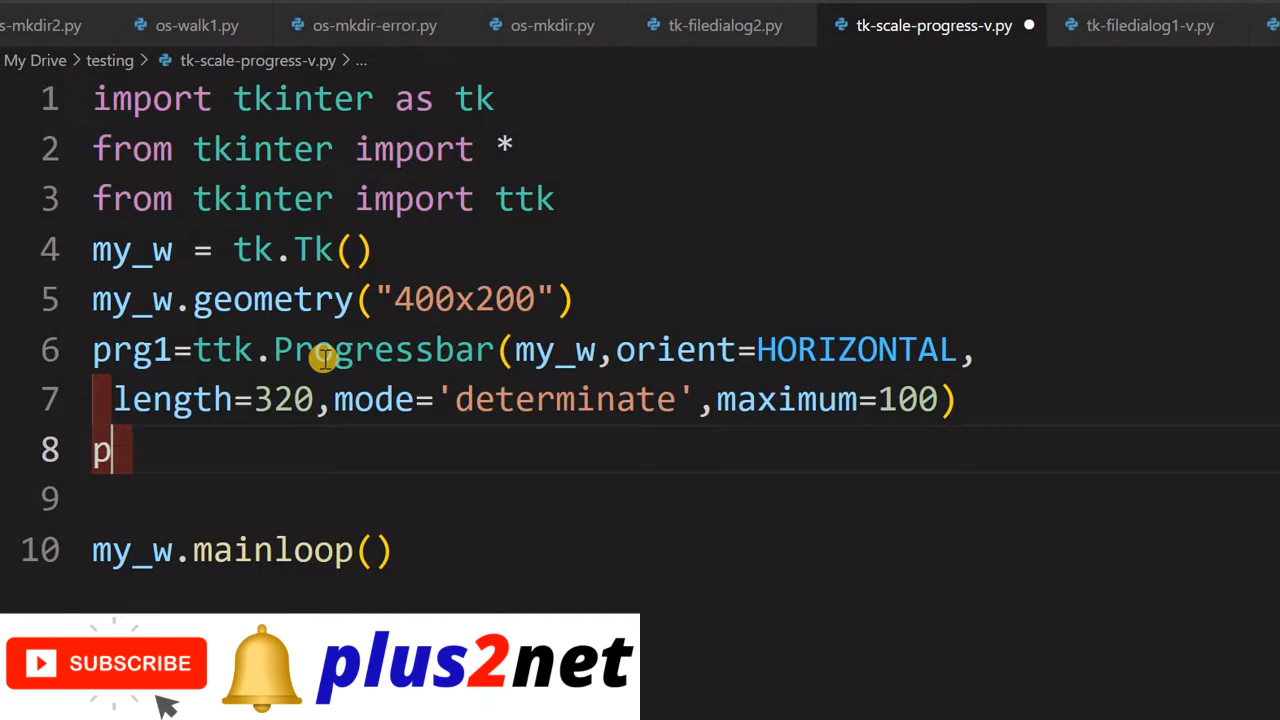 s-mkdir2.py os-walk1.py os-mkdir-error.py os-mkdir.py tk-filedialog2.py tk-scale-progress-v.py tk-filedialog1-v.py
My Drive > testing > tk-scale-progress-v.py > ...
1 import tkinter as tk
2 from tkinter import *
3 from tkinter import ttk
4 my_w = tk.Tk()
5 my_w.geometry("400x200")
6 prg1=ttk.Progressbar(my_w,orient=HORIZONTAL,
7 length=320,mode='determinate',maximum=100)
8 p
9
10 my_w.mainloop()
SUBSCRIBE plus2net